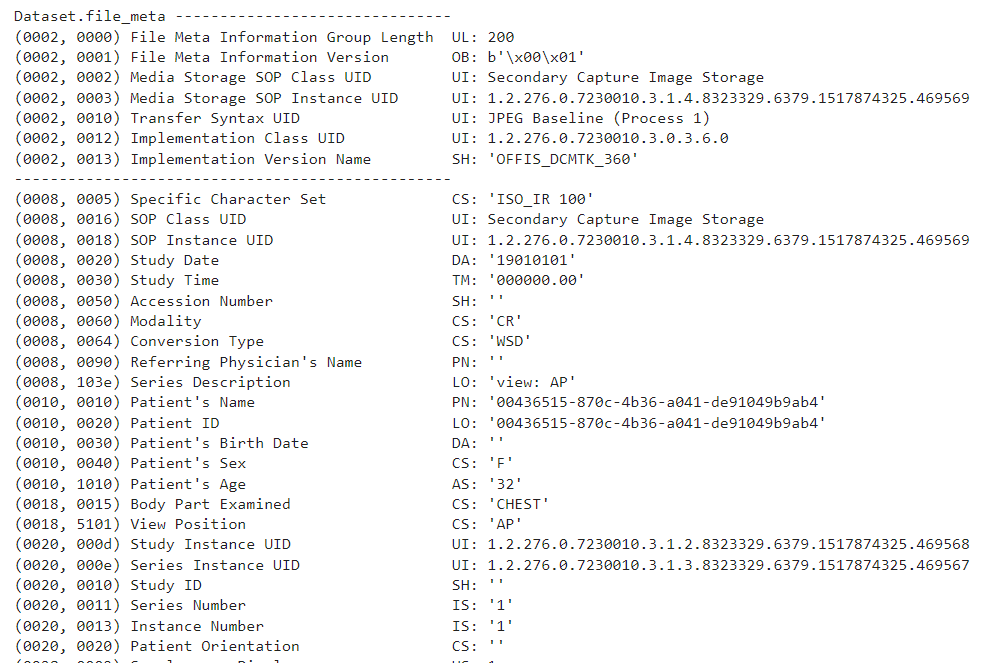 Dataset.file_meta -------------------------------
(0002, 0000) File Meta Information Group Length  UL: 200
(0002, 0001) File Meta Information Version       OB: b'\x00\x01'
(0002, 0002) Media Storage SOP Class UID         UI: Secondary Capture Image Storage
(0002, 0003) Media Storage SOP Instance UID      UI: 1.2.276.0.7230010.3.1.4.8323329.6379.1517874325.469569
(0002, 0010) Transfer Syntax UID                 UI: JPEG Baseline (Process 1)
(0002, 0012) Implementation Class UID            UI: 1.2.276.0.7230010.3.0.3.6.0
(0002, 0013) Implementation Version Name         SH: 'OFFIS_DCMTK_360'
-------------------------------------------------
(0008, 0005) Specific Character Set              CS: 'ISO_IR 100'
(0008, 0016) SOP Class UID                       UI: Secondary Capture Image Storage
(0008, 0018) SOP Instance UID                    UI: 1.2.276.0.7230010.3.1.4.8323329.6379.1517874325.469569
(0008, 0020) Study Date                          DA: '19010101'
(0008, 0030) Study Time                          TM: '000000.00'
(0008, 0050) Accession Number                    SH: ''
(0008, 0060) Modality                            CS: 'CR'
(0008, 0064) Conversion Type                     CS: 'WSD'
(0008, 0090) Referring Physician's Name          PN: ''
(0008, 103e) Series Description                  LO: 'view: AP'
(0010, 0010) Patient's Name                      PN: '00436515-870c-4b36-a041-de91049b9ab4'
(0010, 0020) Patient ID                          LO: '00436515-870c-4b36-a041-de91049b9ab4'
(0010, 0030) Patient's Birth Date                DA: ''
(0010, 0040) Patient's Sex                       CS: 'F'
(0010, 1010) Patient's Age                       AS: '32'
(0018, 0015) Body Part Examined                  CS: 'CHEST'
(0018, 5101) View Position                       CS: 'AP'
(0020, 000d) Study Instance UID                  UI: 1.2.276.0.7230010.3.1.2.8323329.6379.1517874325.469568
(0020, 000e) Series Instance UID                 UI: 1.2.276.0.7230010.3.1.3.8323329.6379.1517874325.469567
(0020, 0010) Study ID                            SH: ''
(0020, 0011) Series Number                       IS: '1'
(0020, 0013) Instance Number                     IS: '1'
(0020, 0020) Patient Orientation                 CS: ''